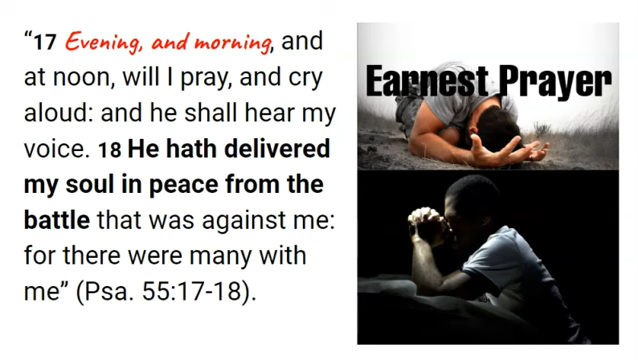 “17 Evening, and morning, and
at noon, will I pray, and cry
aloud: and he shall hear my
voice. 18 He hath delivered
my soul in peace from the
battle that was against me:
for there were many with
me” (Psa. 55:17-18).
Earnest Prayer